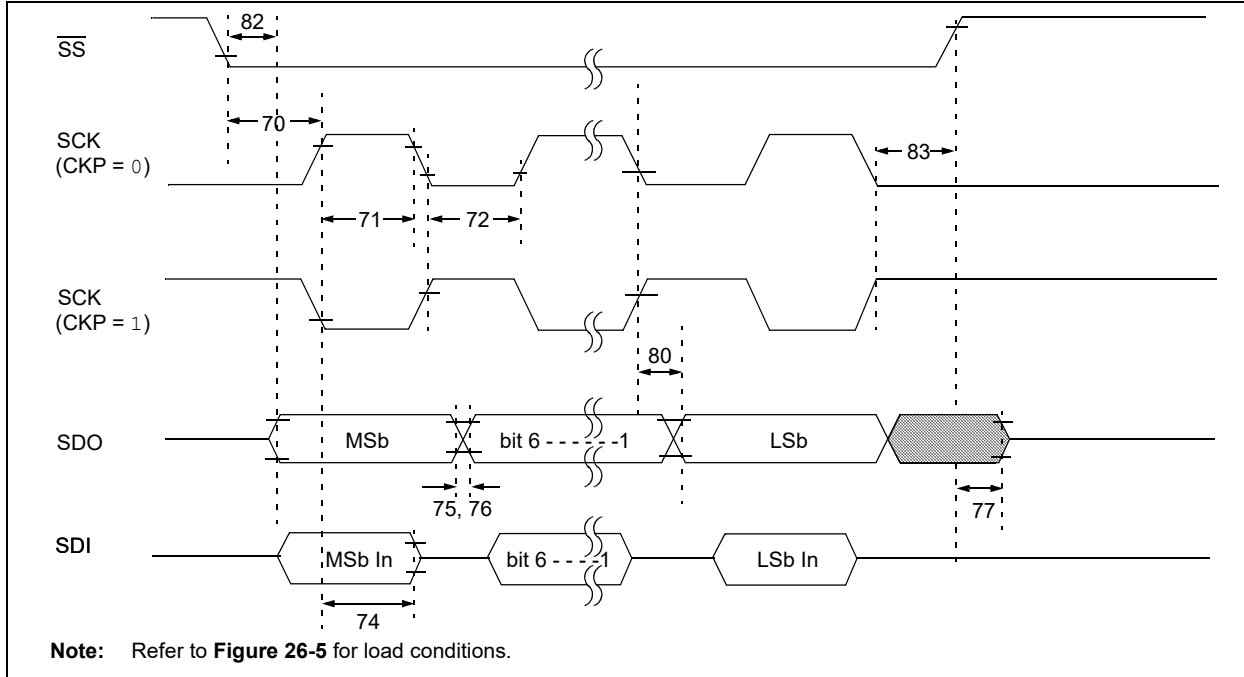 82
SS
70
SCK
(CKP = 0)
83
71
72
SCK
(CKP = 1)
80
SDO
MSb
bit 6 - - - - - -1
LSb
75, 76
77
SDI
MSb In
bit 6 - - - -1
LSb In
74
Note: Refer to Figure 26-5 for load conditions.